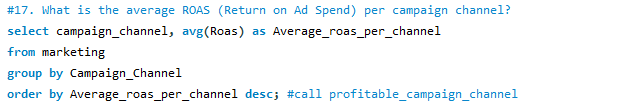 #17. What is the average ROAS (Return on Ad Spend) per campaign channel?
select campaign_channel, avg(Roas) as Average_roas_per_channel
from marketing
group by Campaign_Channel
order by Average_roas_per_channel desc; #call profitable_campaign_channel